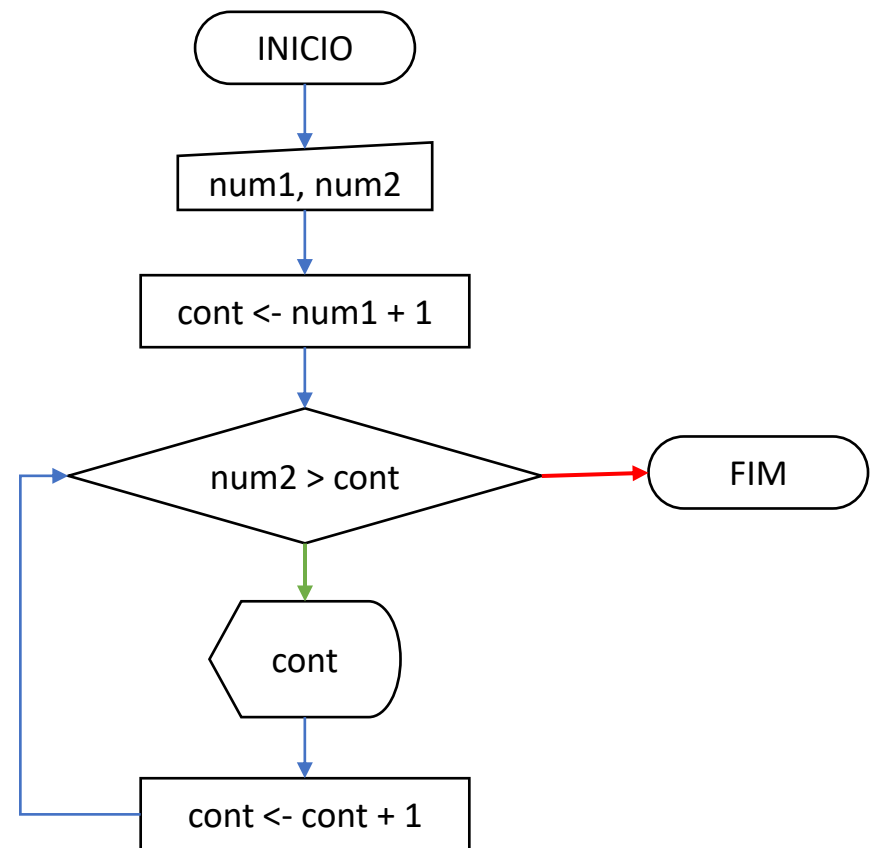 INICIO
num1, num2
cont <- num1 + 1
num2 > cont
FIM
cont
cont <- cont + 1